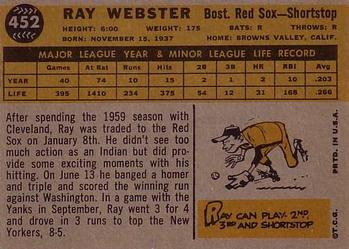 452
RAY WEBSTER
Bost. Red Sox—Shortstop
HEIGHT: 6:00 WEIGHT: 175 BATS: R THROWS: R
BORN: NOVEMBER 15, 1937 HOME: BROWNS VALLEY, CALIF.
MAJOR LEAGUE YEAR & MINOR LEAGUE LIFE RECORD
Games At Bat Runs Hits 2B 3B HR RBI Avg.
YEAR 40 74 10 15 2 1 2 10 .203
LIFE 395 1410 234 375 52 13 31 168 .266
After spending the 1959 season with
Cleveland, Ray was traded to the Red
Sox on January 8th. He didn't see too
much action as an Indian but did pro-
vide some exciting moments with his
hitting. On June 13 he banged a homer
and triple and scored the winning run
against Washington. In a game with the
Yanks in September, Ray went 3 for 4
and drove in 3 runs to top the New
Yorkers, 8-5.
RAY CAN PLAY 2ND,
3RD AND SHORTSTOP
©T.C.G. PRTD. IN U.S.A.